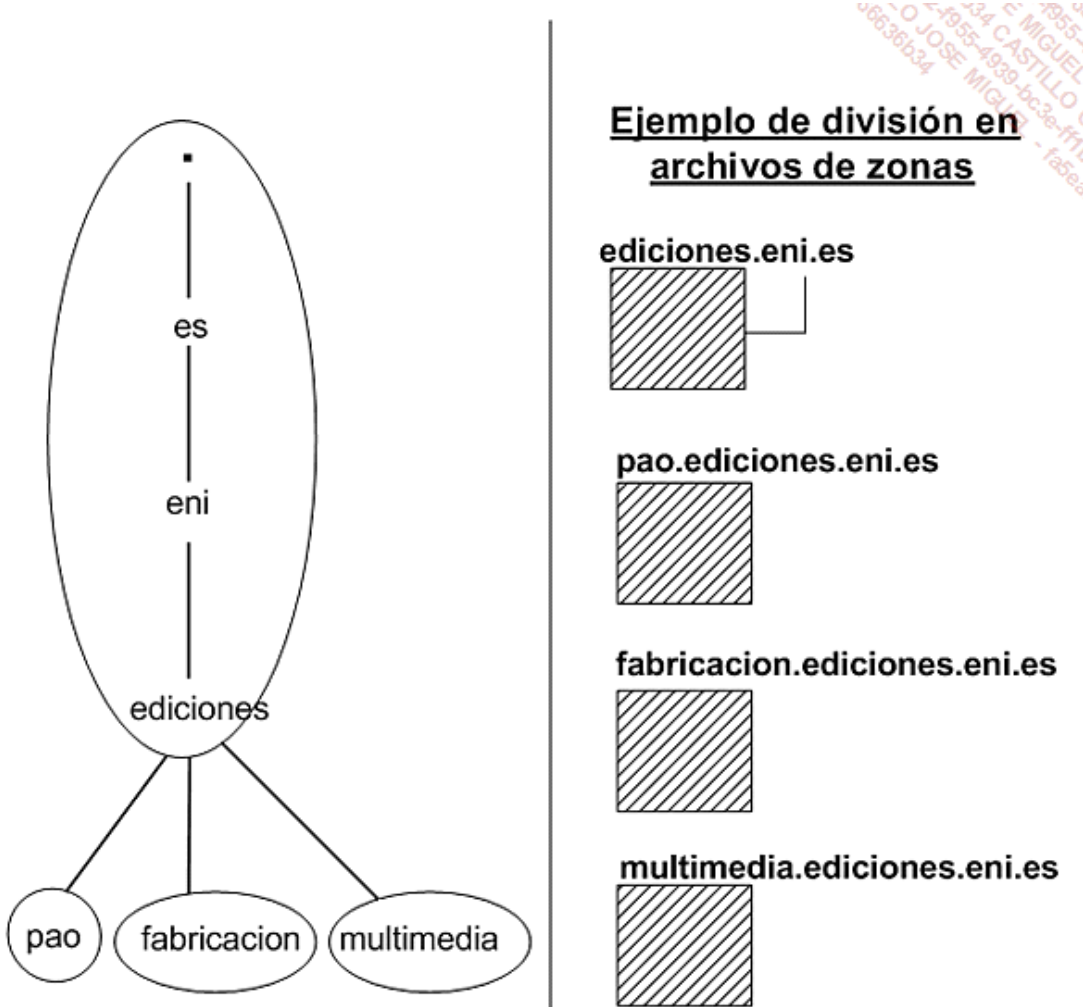 .
es
eni
ediciones
pao
fabricacion
multimedia
Ejemplo de división en
archivos de zonas
ediciones.eni.es
pao.ediciones.eni.es
fabricacion.ediciones.eni.es
multimedia.ediciones.eni.es